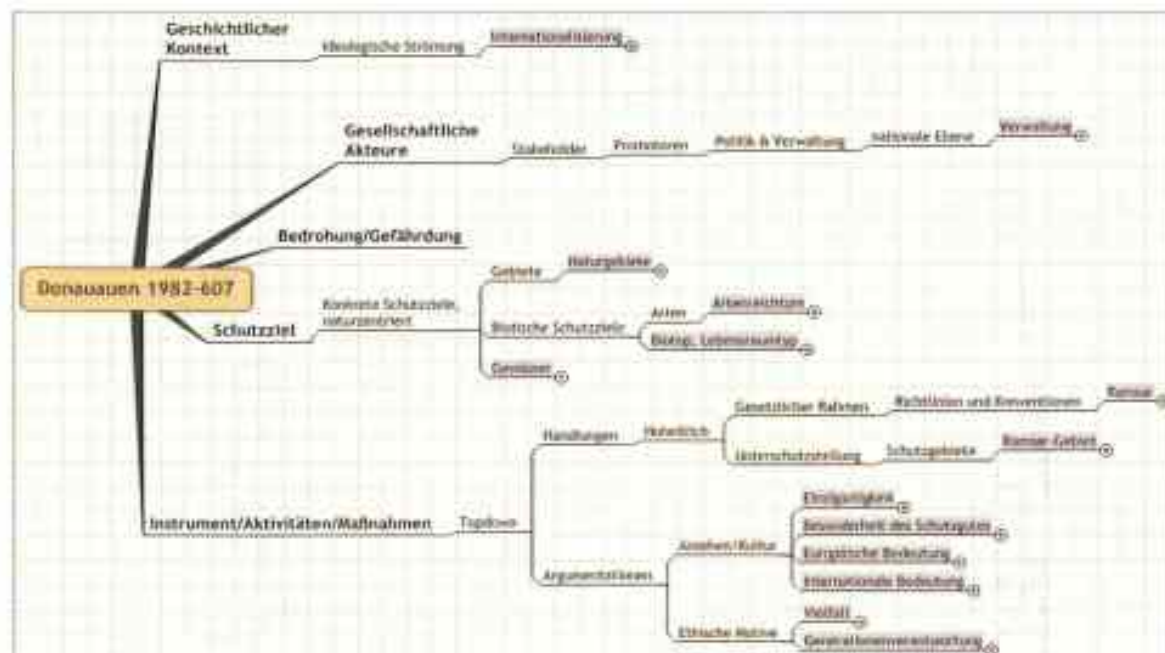 Geschichtlicher
Kontext
Ideologische Strömung
Internationalisierung
Gesellschaftliche
Akteure
Stakeholder
Promotoren
Politik & Verwaltung
nationale Ebene
Verwaltung
Bedrohung/Gefährdung
Donauauen 1982-607
Schutzziel
Konkrete Schutzziele,
naturzentriert
Gebiete
Naturgebiete
Biotische Schutzziele
Arten
Artenreichtum
Biotop, Lebensraumtyp
Gewässer
Instrument/Aktivitäten/Maßnahmen
Topdown
Handlungen
Hoheitlich
Gesetzlicher Rahmen
Richtlinien und Konventionen
Ramsar
Unterschutzstellung
Schutzgebiete
Ramsar-Gebiet
Argumentationen
Ansehen/Kultur
Einzigartigkeit
Besonderheit des Schutzgutes
Europäische Bedeutung
Internationale Bedeutung
Ethische Motive
Vielfalt
Generationenverantwortung